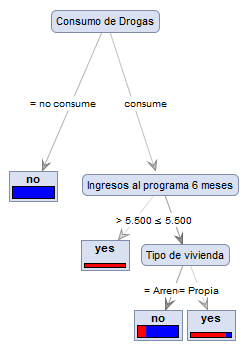 Consumo de Drogas
= no consume consume
no
Ingresos al programa 6 meses
> 5.500 ≤ 5.500
yes
Tipo de vivienda
= Arren = Propia
no yes